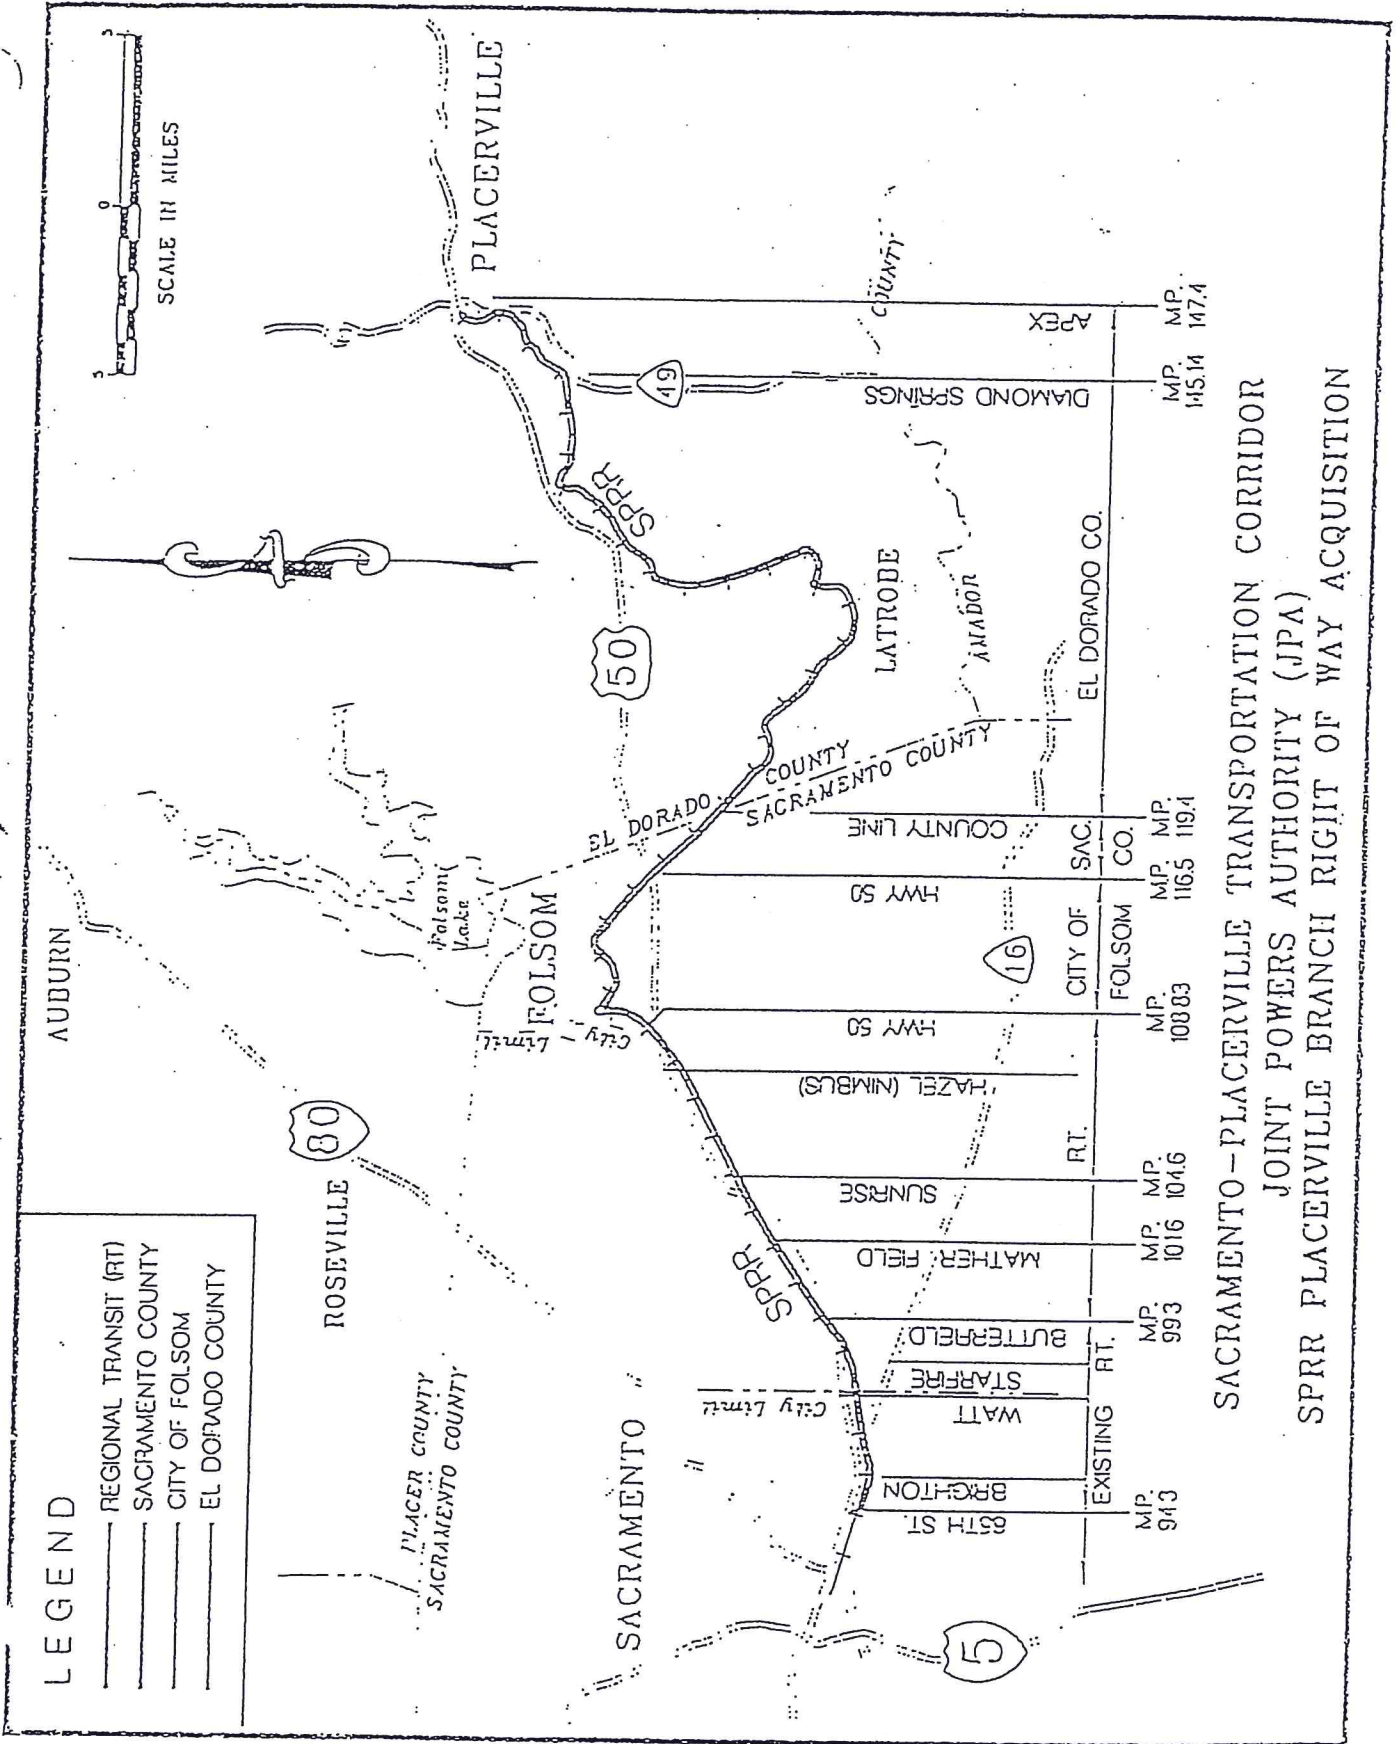 LEGEND
REGIONAL TRANSIT (RT)
SACRAMENTO COUNTY
CITY OF FOLSOM
EL DORADO COUNTY
AUBURN
5 0 5
SCALE IN MILES
ROSEVILLE
80
PLACER COUNTY
SACRAMENTO COUNTY
Folsom
Lake
FOLSOM
City Limit
EL DORADO COUNTY
SACRAMENTO COUNTY
50
PLACERVILLE
SPRR
49
LATROBE
AMADOR COUNTY
SACRAMENTO
City Limit
SPRR
16
5
65TH ST.
BRIGHTON
WATT
STARFIRE
BUTTERFIELD
MATHER FIELD
SUNRISE
HAZEL (NIMBUS)
HWY 50
HWY 50
COUNTY LINE
DIAMOND SPRINGS
APEX
EXISTING R.T.
R.T.
CITY OF
FOLSOM
SAC.
CO.
EL DORADO CO.
MP.
94.3
MP.
99.3
MP.
101.6
MP.
104.6
MP.
108.83
MP.
116.5
MP.
119.4
MP.
145.14
MP.
147.4
SACRAMENTO-PLACERVILLE TRANSPORTATION CORRIDOR
JOINT POWERS AUTHORITY (JPA)
SPRR PLACERVILLE BRANCH RIGIT OF WAY ACQUISITION